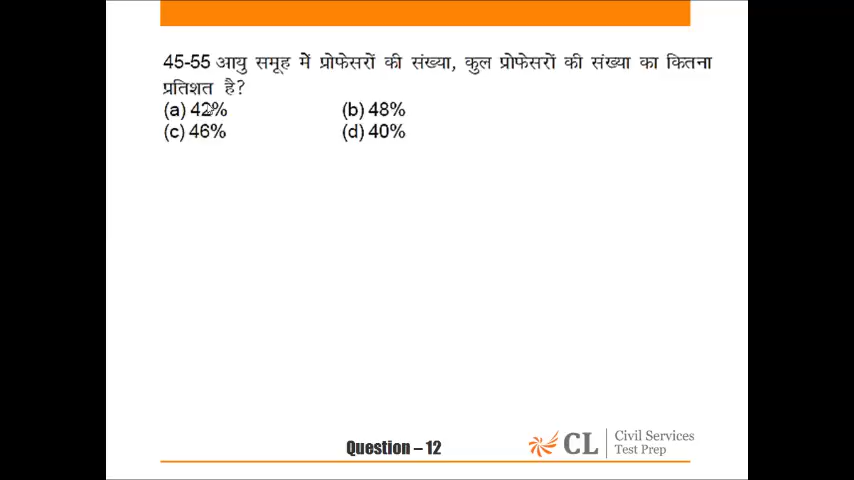 45-55 आयु समूह में प्रोफेसरों की संख्या, कुल प्रोफेसरों की संख्या का कितना
प्रतिशत है?
(a) 42% (b) 48%
(c) 46% (d) 40%
Question – 12
CL Civil Services
Test Prep